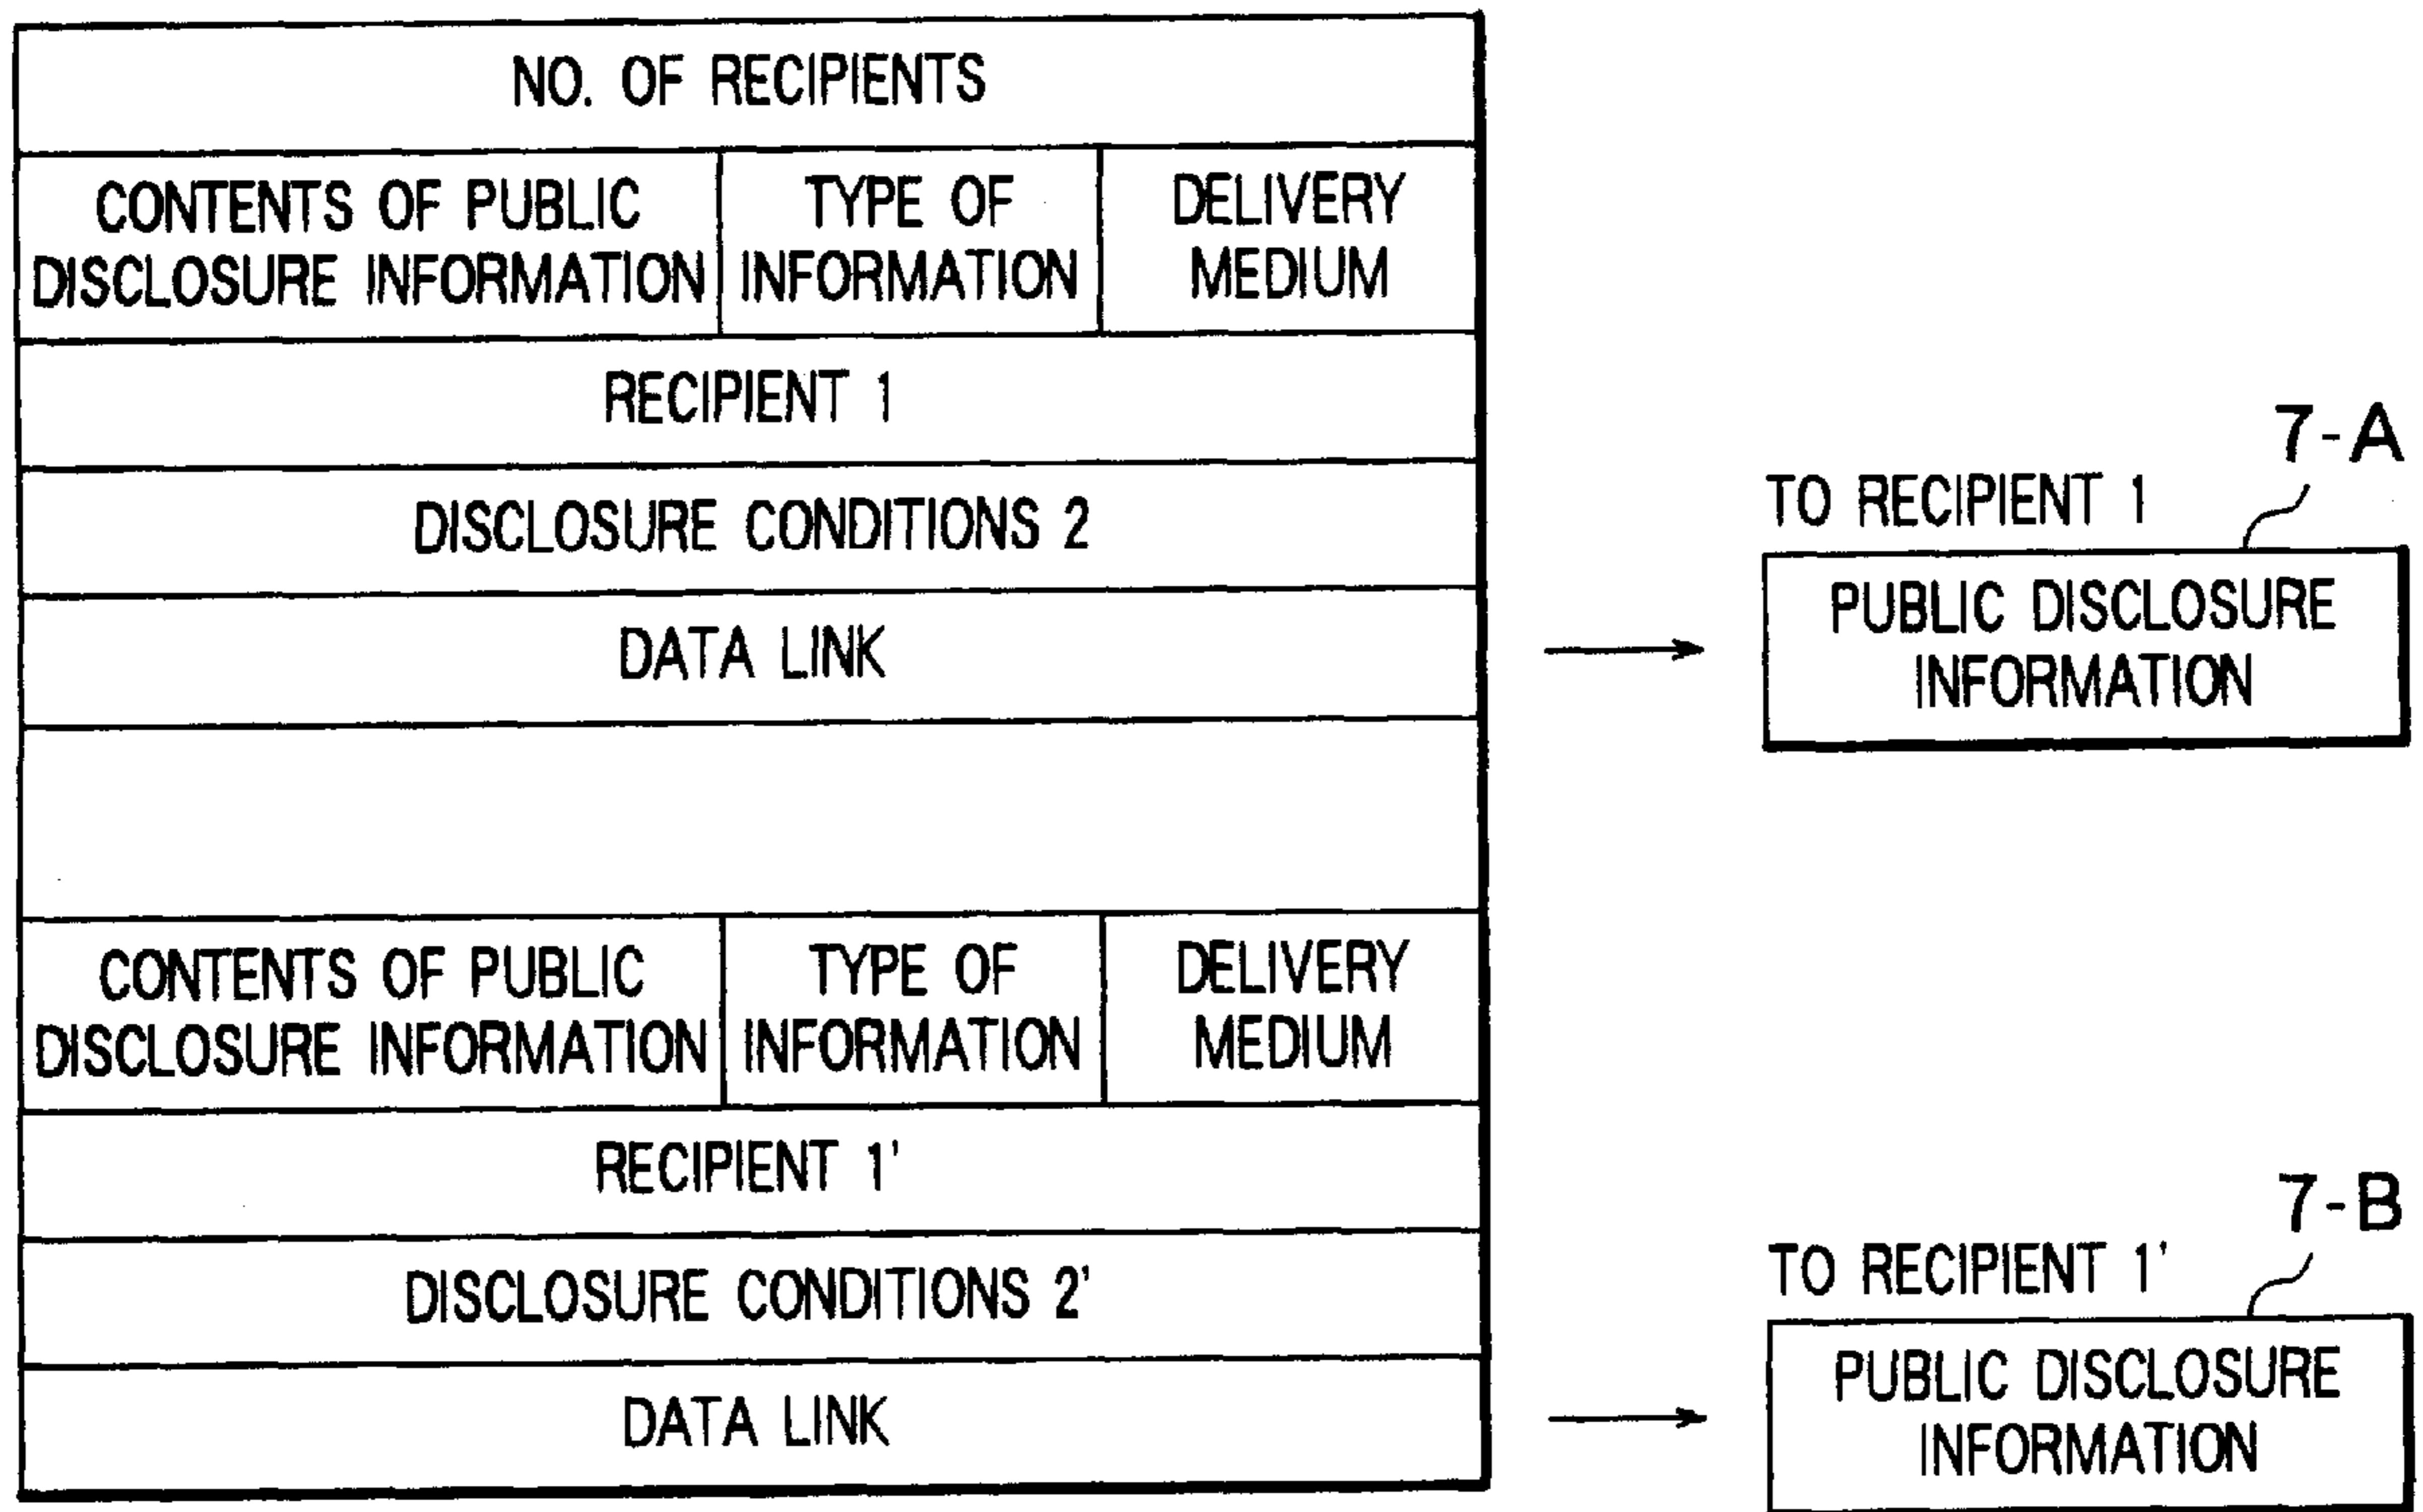 NO. OF RECIPIENTS
CONTENTS OF PUBLIC
DISCLOSURE INFORMATION
TYPE OF
INFORMATION
DELIVERY
MEDIUM
RECIPIENT 1
DISCLOSURE CONDITIONS 2
DATA LINK
7-A
TO RECIPIENT 1
PUBLIC DISCLOSURE
INFORMATION
CONTENTS OF PUBLIC
DISCLOSURE INFORMATION
TYPE OF
INFORMATION
DELIVERY
MEDIUM
RECIPIENT 1'
DISCLOSURE CONDITIONS 2'
DATA LINK
7-B
TO RECIPIENT 1'
PUBLIC DISCLOSURE
INFORMATION